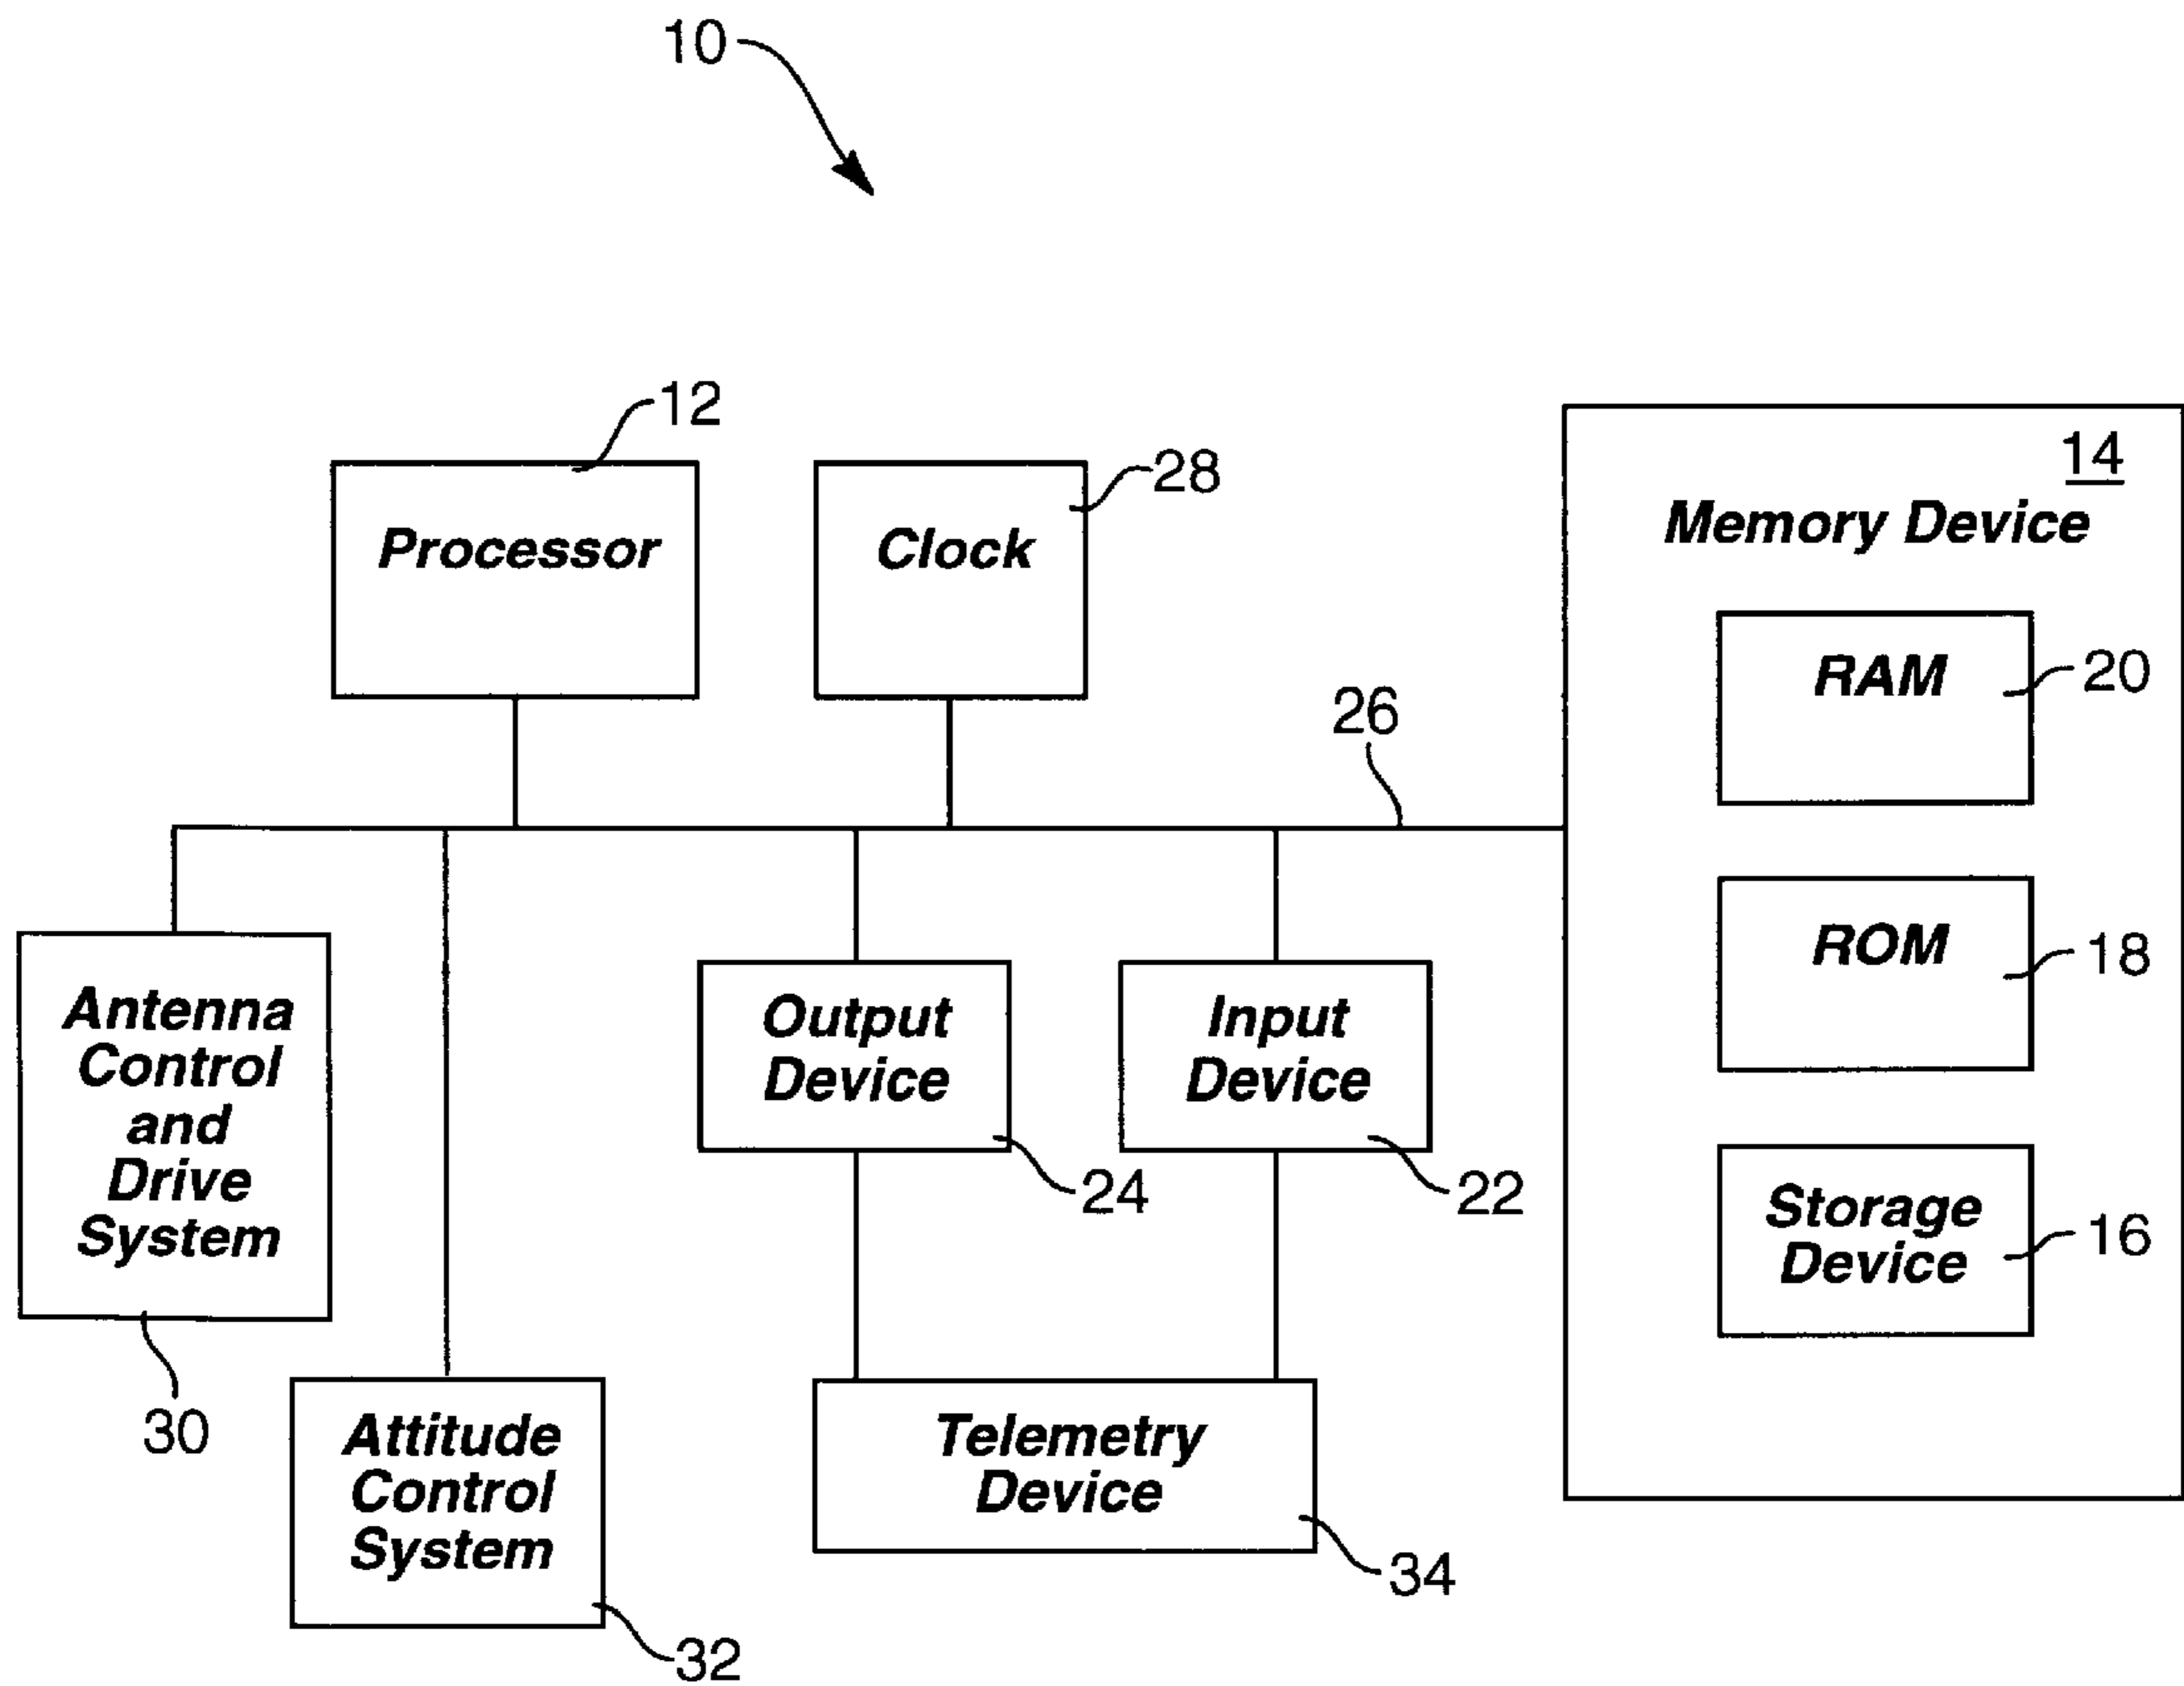 10
12
28
14
Processor
Clock
Memory Device
RAM
20
26
ROM
18
Antenna
Control
and
Drive
System
Output
Device
Input
Device
24
22
Storage
Device
16
30
Attitude
Control
System
Telemetry
Device
34
32